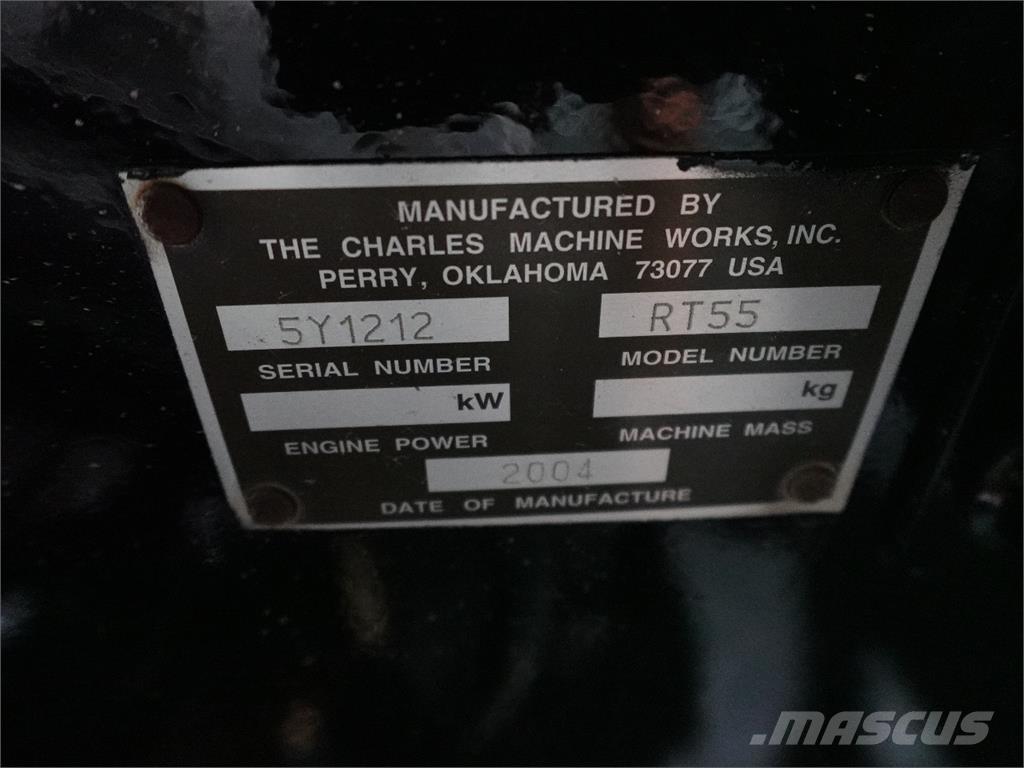 MANUFACTURED BY
THE CHARLES MACHINE WORKS, INC.
PERRY, OKLAHOMA 73077 USA
5Y1212 RT55
SERIAL NUMBER MODEL NUMBER
kW kg
ENGINE POWER MACHINE MASS
2004
DATE OF MANUFACTURE
.MASCUS